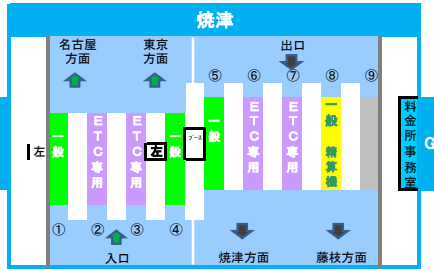 焼津
名古屋
方面
東京
方面
出口
⑤
⑥
⑦
⑧
⑨
左
一般
ETC専用
ETC専用
左
一般
ブース
一般
ETC専用
ETC専用
一般 精算機
料金所事務室
G
①
②
③
④
入口
焼津方面
藤枝方面